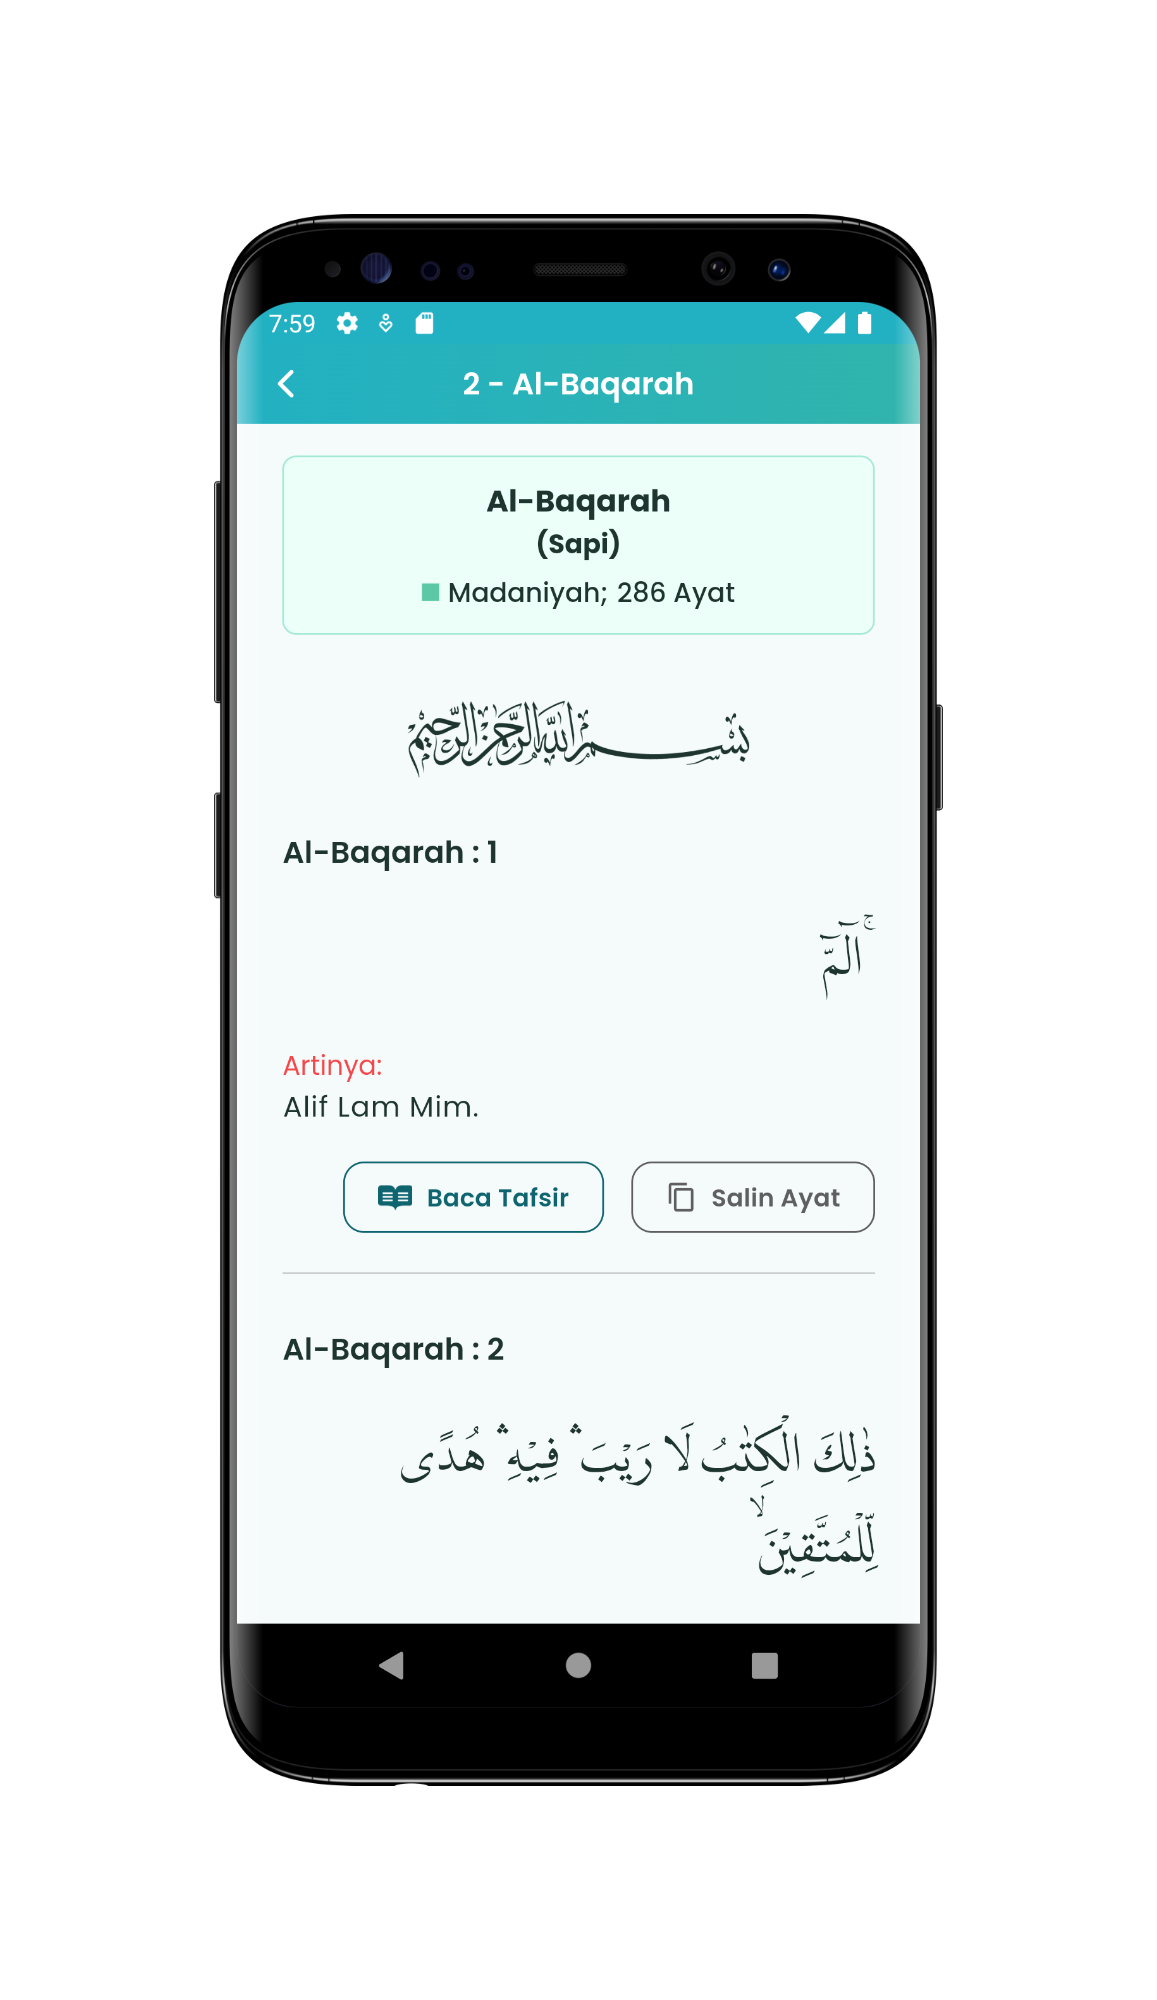 7:59
2 - Al-Baqarah
Al-Baqarah
(Sapi)
Madaniyah; 286 Ayat
بِسْمِ اللّٰهِ الرَّحْمٰنِ الرَّحِيْمِ
Al-Baqarah : 1
الۤمّۤ ۚ
Artinya:
Alif Lam Mim.
Baca Tafsir
Salin Ayat
Al-Baqarah : 2
ذٰلِكَ الْكِتٰبُ لَا رَيْبَ ۛ فِيْهِ ۛ هُدًى
لِّلْمُتَّقِيْنَۙ